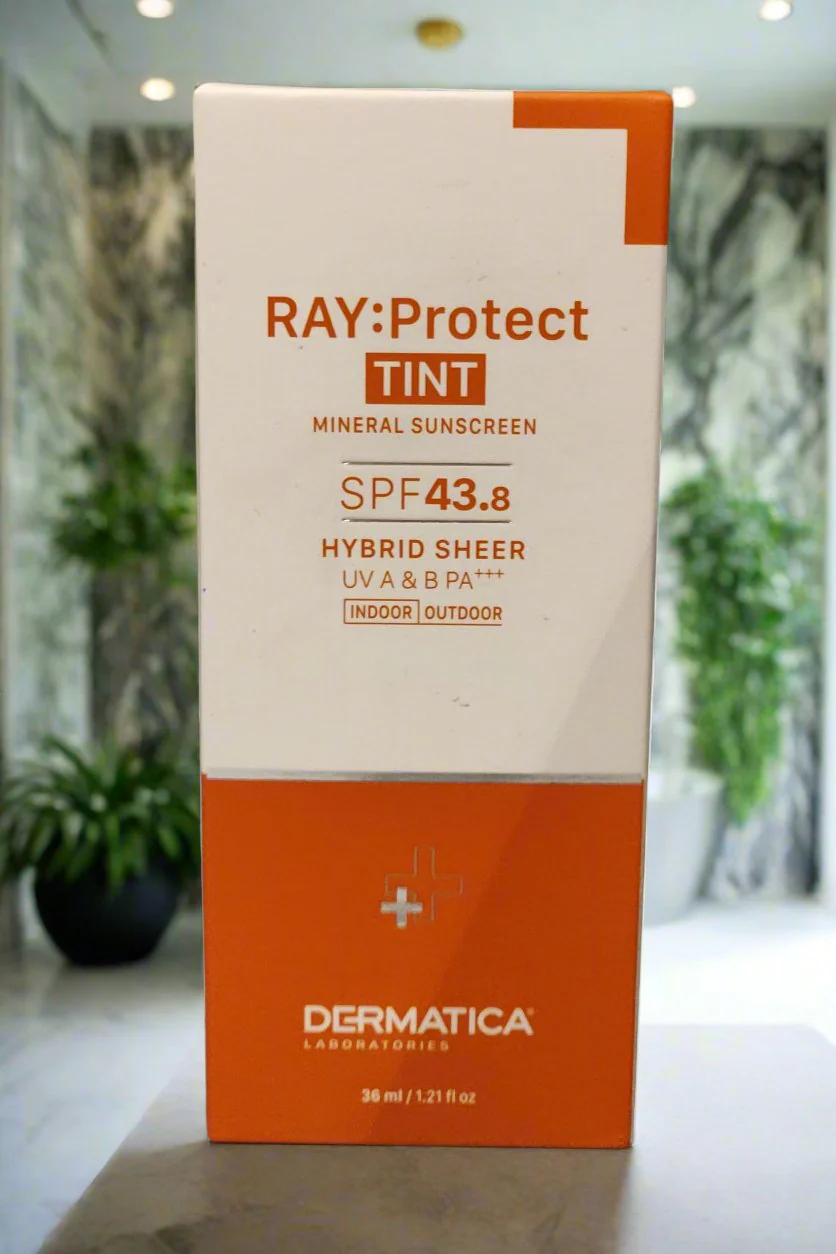 RAY:Protect
TINT
MINERAL SUNSCREEN
SPF43.8
HYBRID SHEER
UV A & B PA+++
INDOOR OUTDOOR
DERMATICA
LABORATORIES
36 ml / 1.21 fl oz